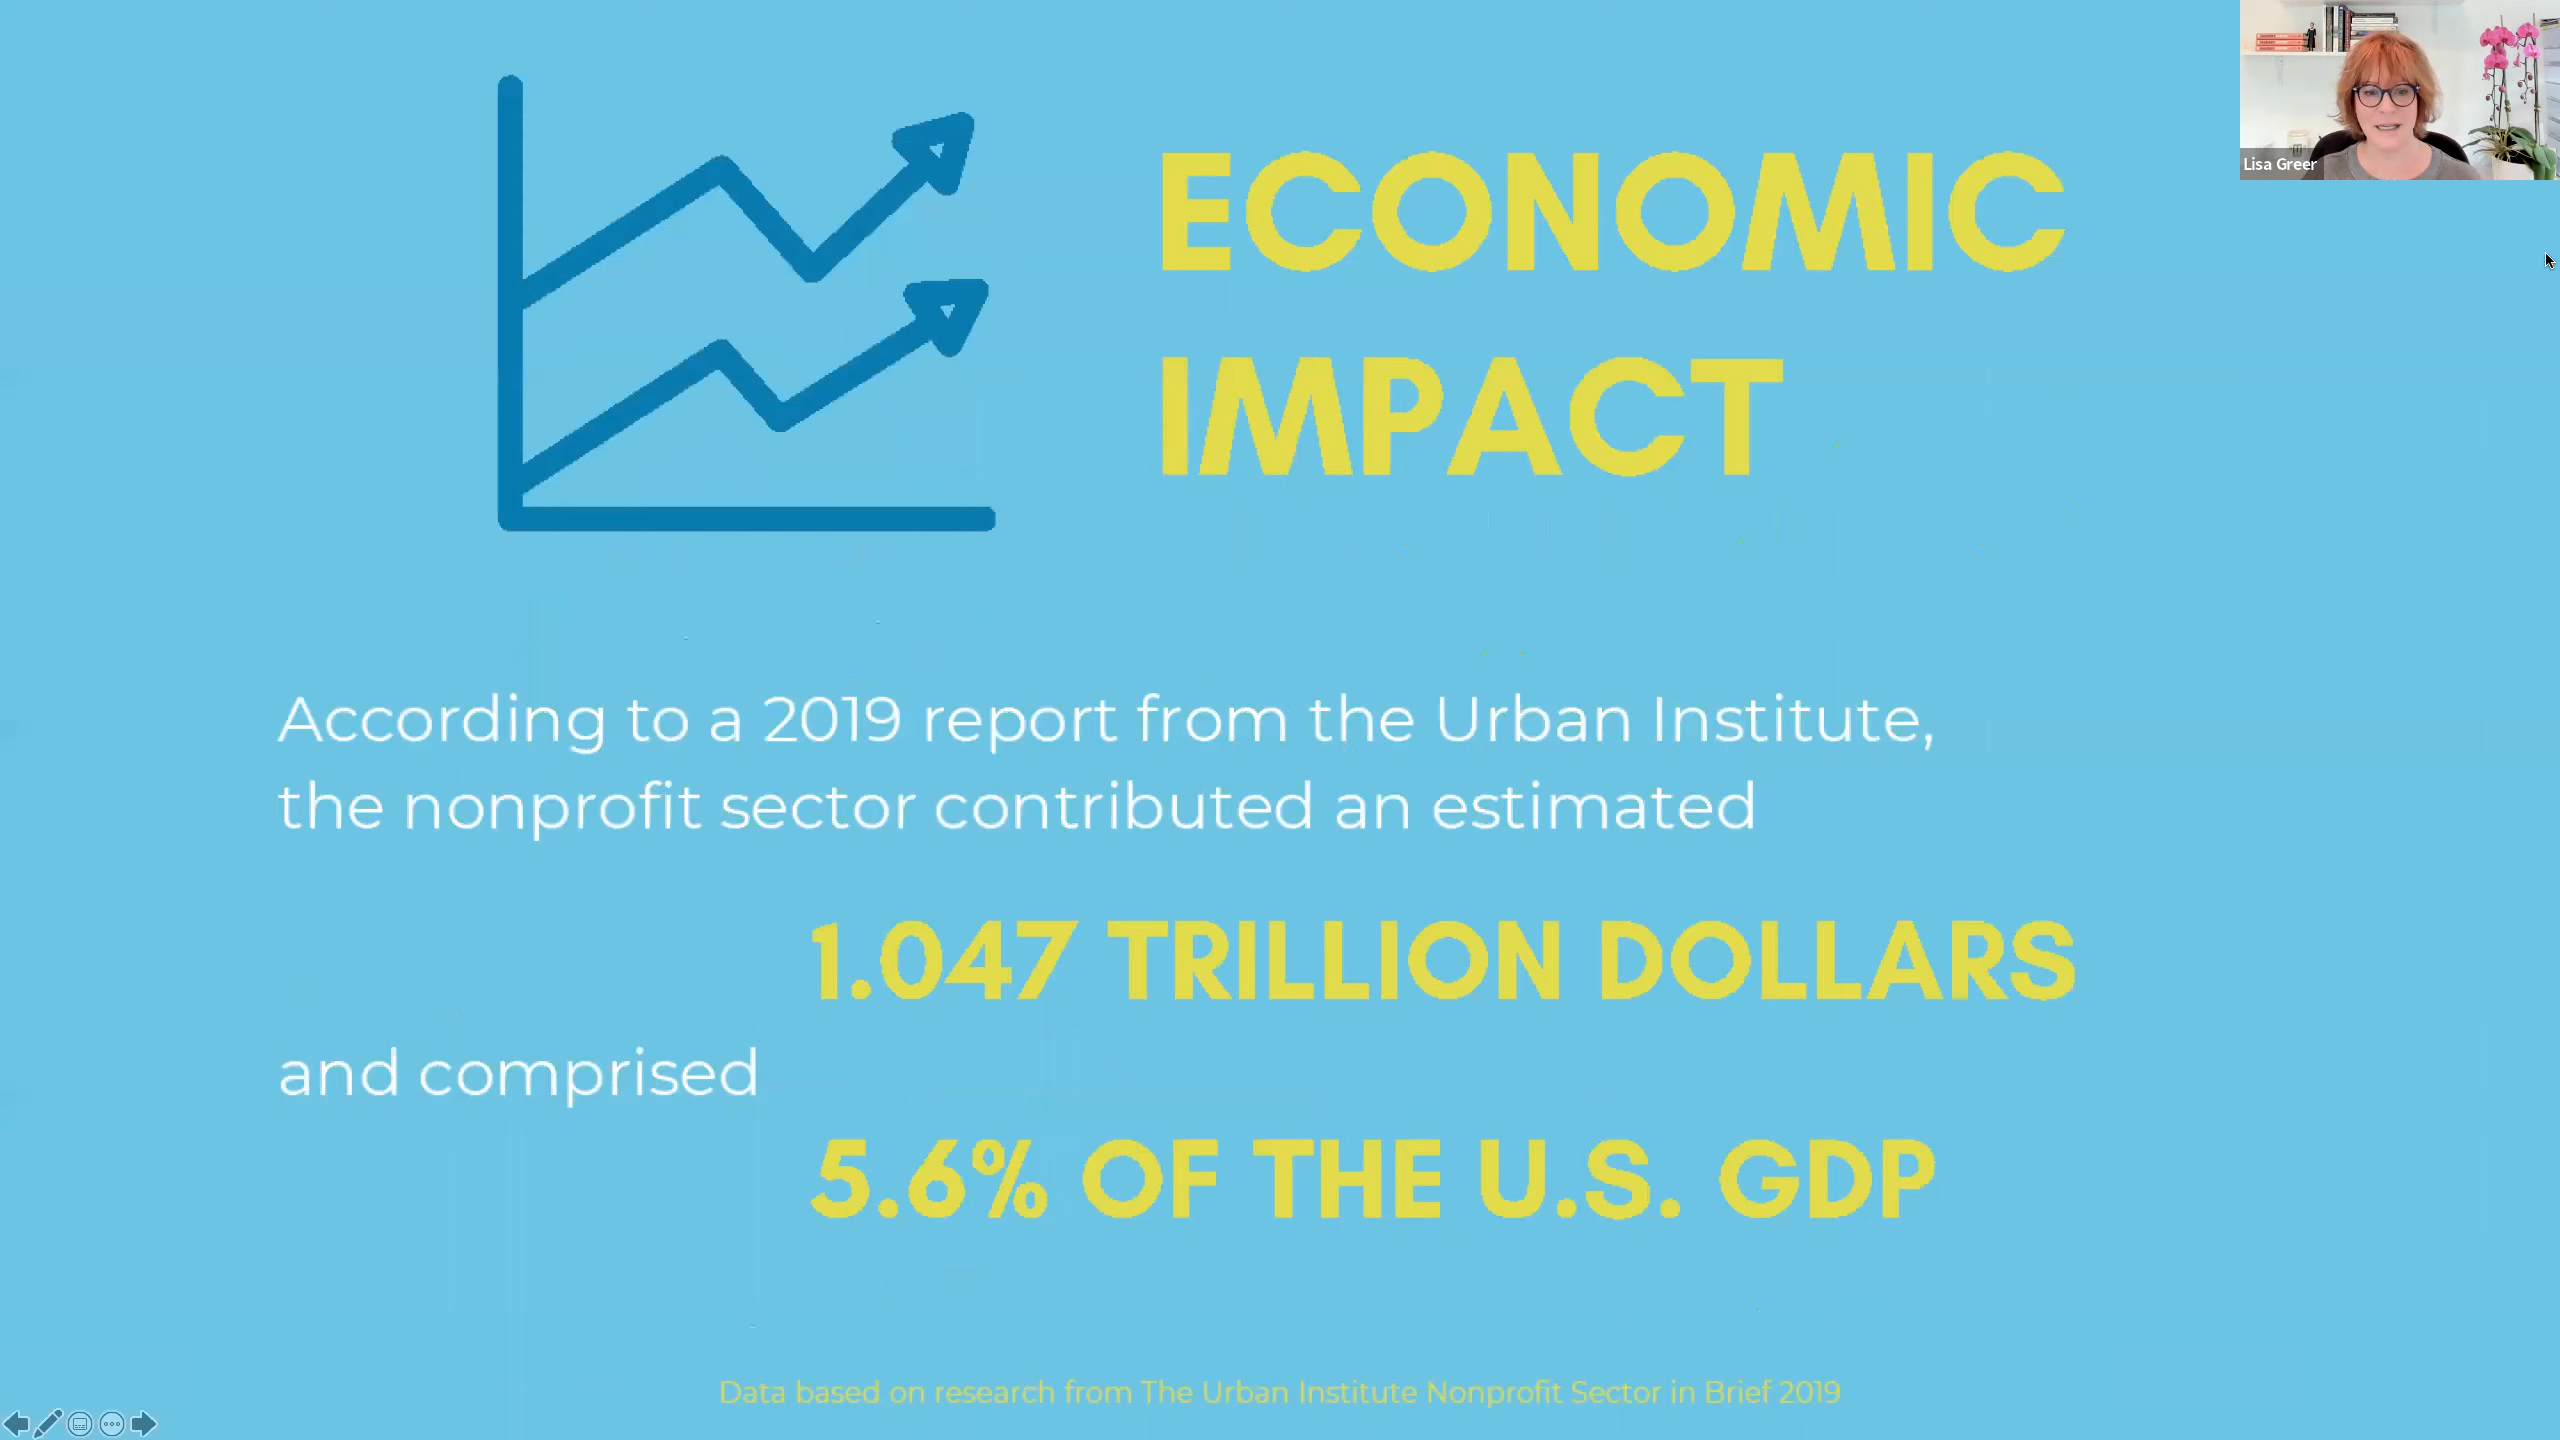 Lisa Greer
ECONOMIC
IMPACT
According to a 2019 report from the Urban Institute,
the nonprofit sector contributed an estimated
1.047 TRILLION DOLLARS
and comprised
5.6% OF THE U.S. GDP
Data based on research from The Urban Institute Nonprofit Sector in Brief 2019